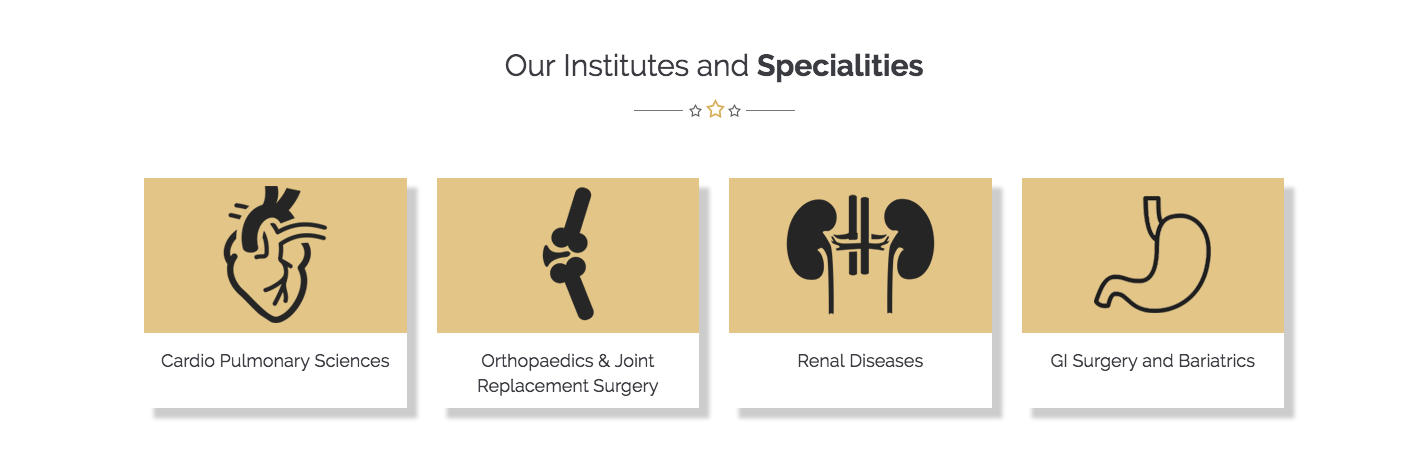 Our Institutes and Specialities
Cardio Pulmonary Sciences
Orthopaedics & Joint
Replacement Surgery
Renal Diseases
GI Surgery and Bariatrics